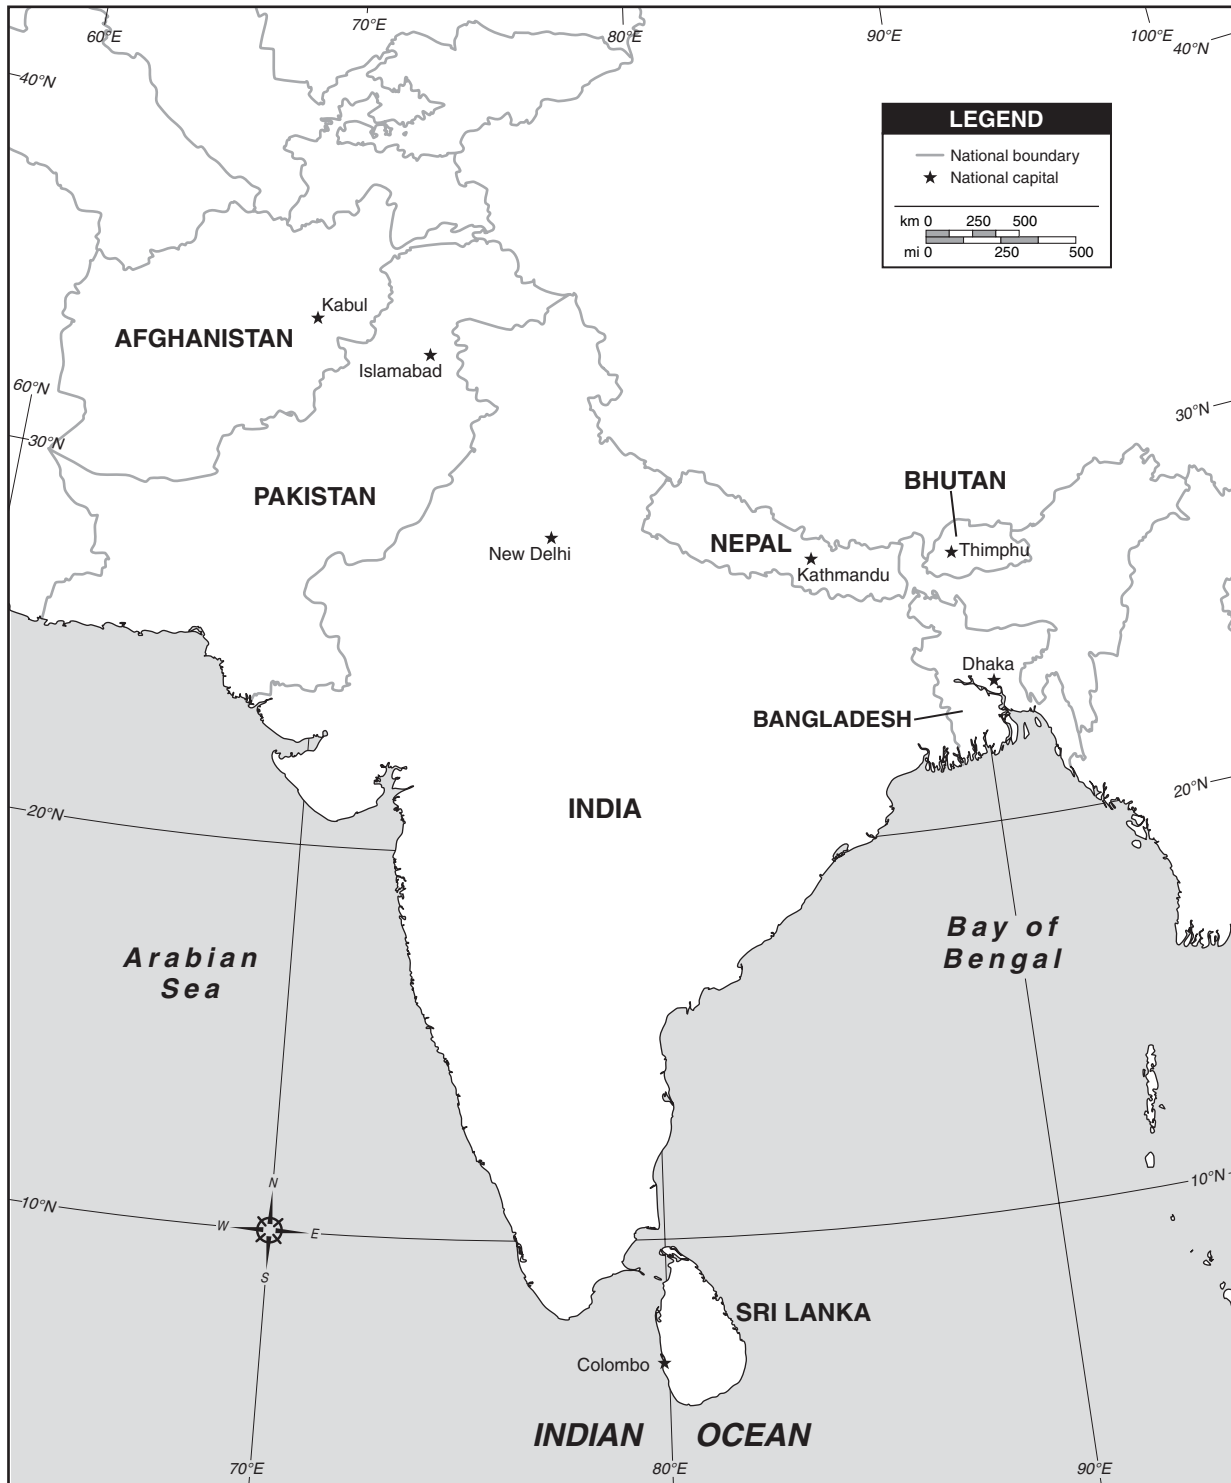 60°E
70°E
80°E
90°E
100°E
40°N
40°N
LEGEND
National boundary
National capital
km 0 250 500
mi 0 250 500
Kabul
AFGHANISTAN
Islamabad
60°N
30°N
30°N
PAKISTAN
BHUTAN
New Delhi
NEPAL
Thimphu
Kathmandu
Dhaka
BANGLADESH
INDIA
20°N
20°N
Arabian
Sea
Bay of
Bengal
10°N
10°N
N
W
E
S
SRI LANKA
Colombo
INDIAN OCEAN
70°E
80°E
90°E